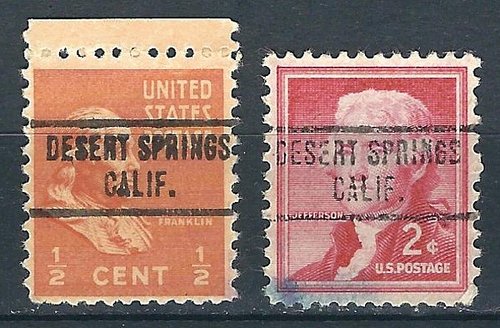 UNITED
STATES
DESERT SPRINGS
CALIF.
FRANKLIN
1/2 CENT 1/2
DESERT SPRINGS
CALIF.
JEFFERSON
2¢
U.S. POSTAGE